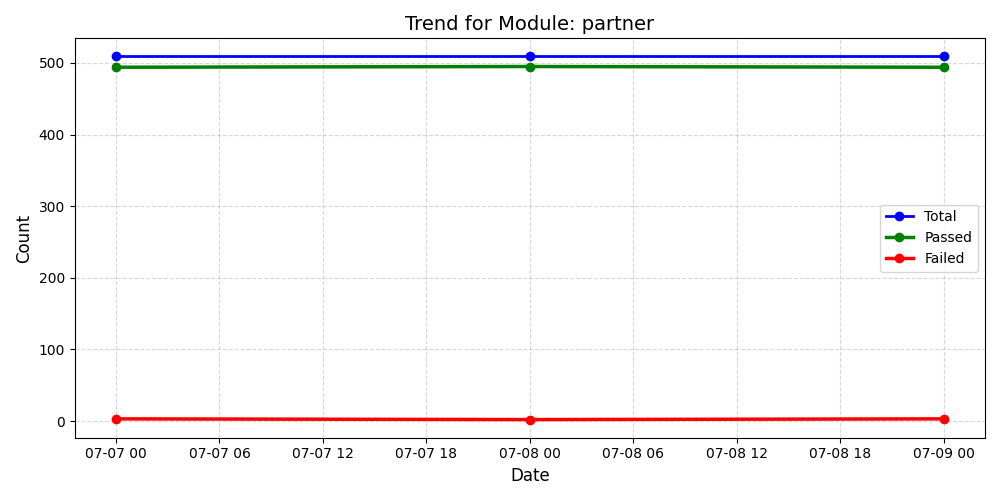 Trend for Module: partner
500
400
300
200
100
0
Count
Total
Passed
Failed
07-07 00 07-07 06 07-07 12 07-07 18 07-08 00 07-08 06 07-08 12 07-08 18 07-09 00
Date